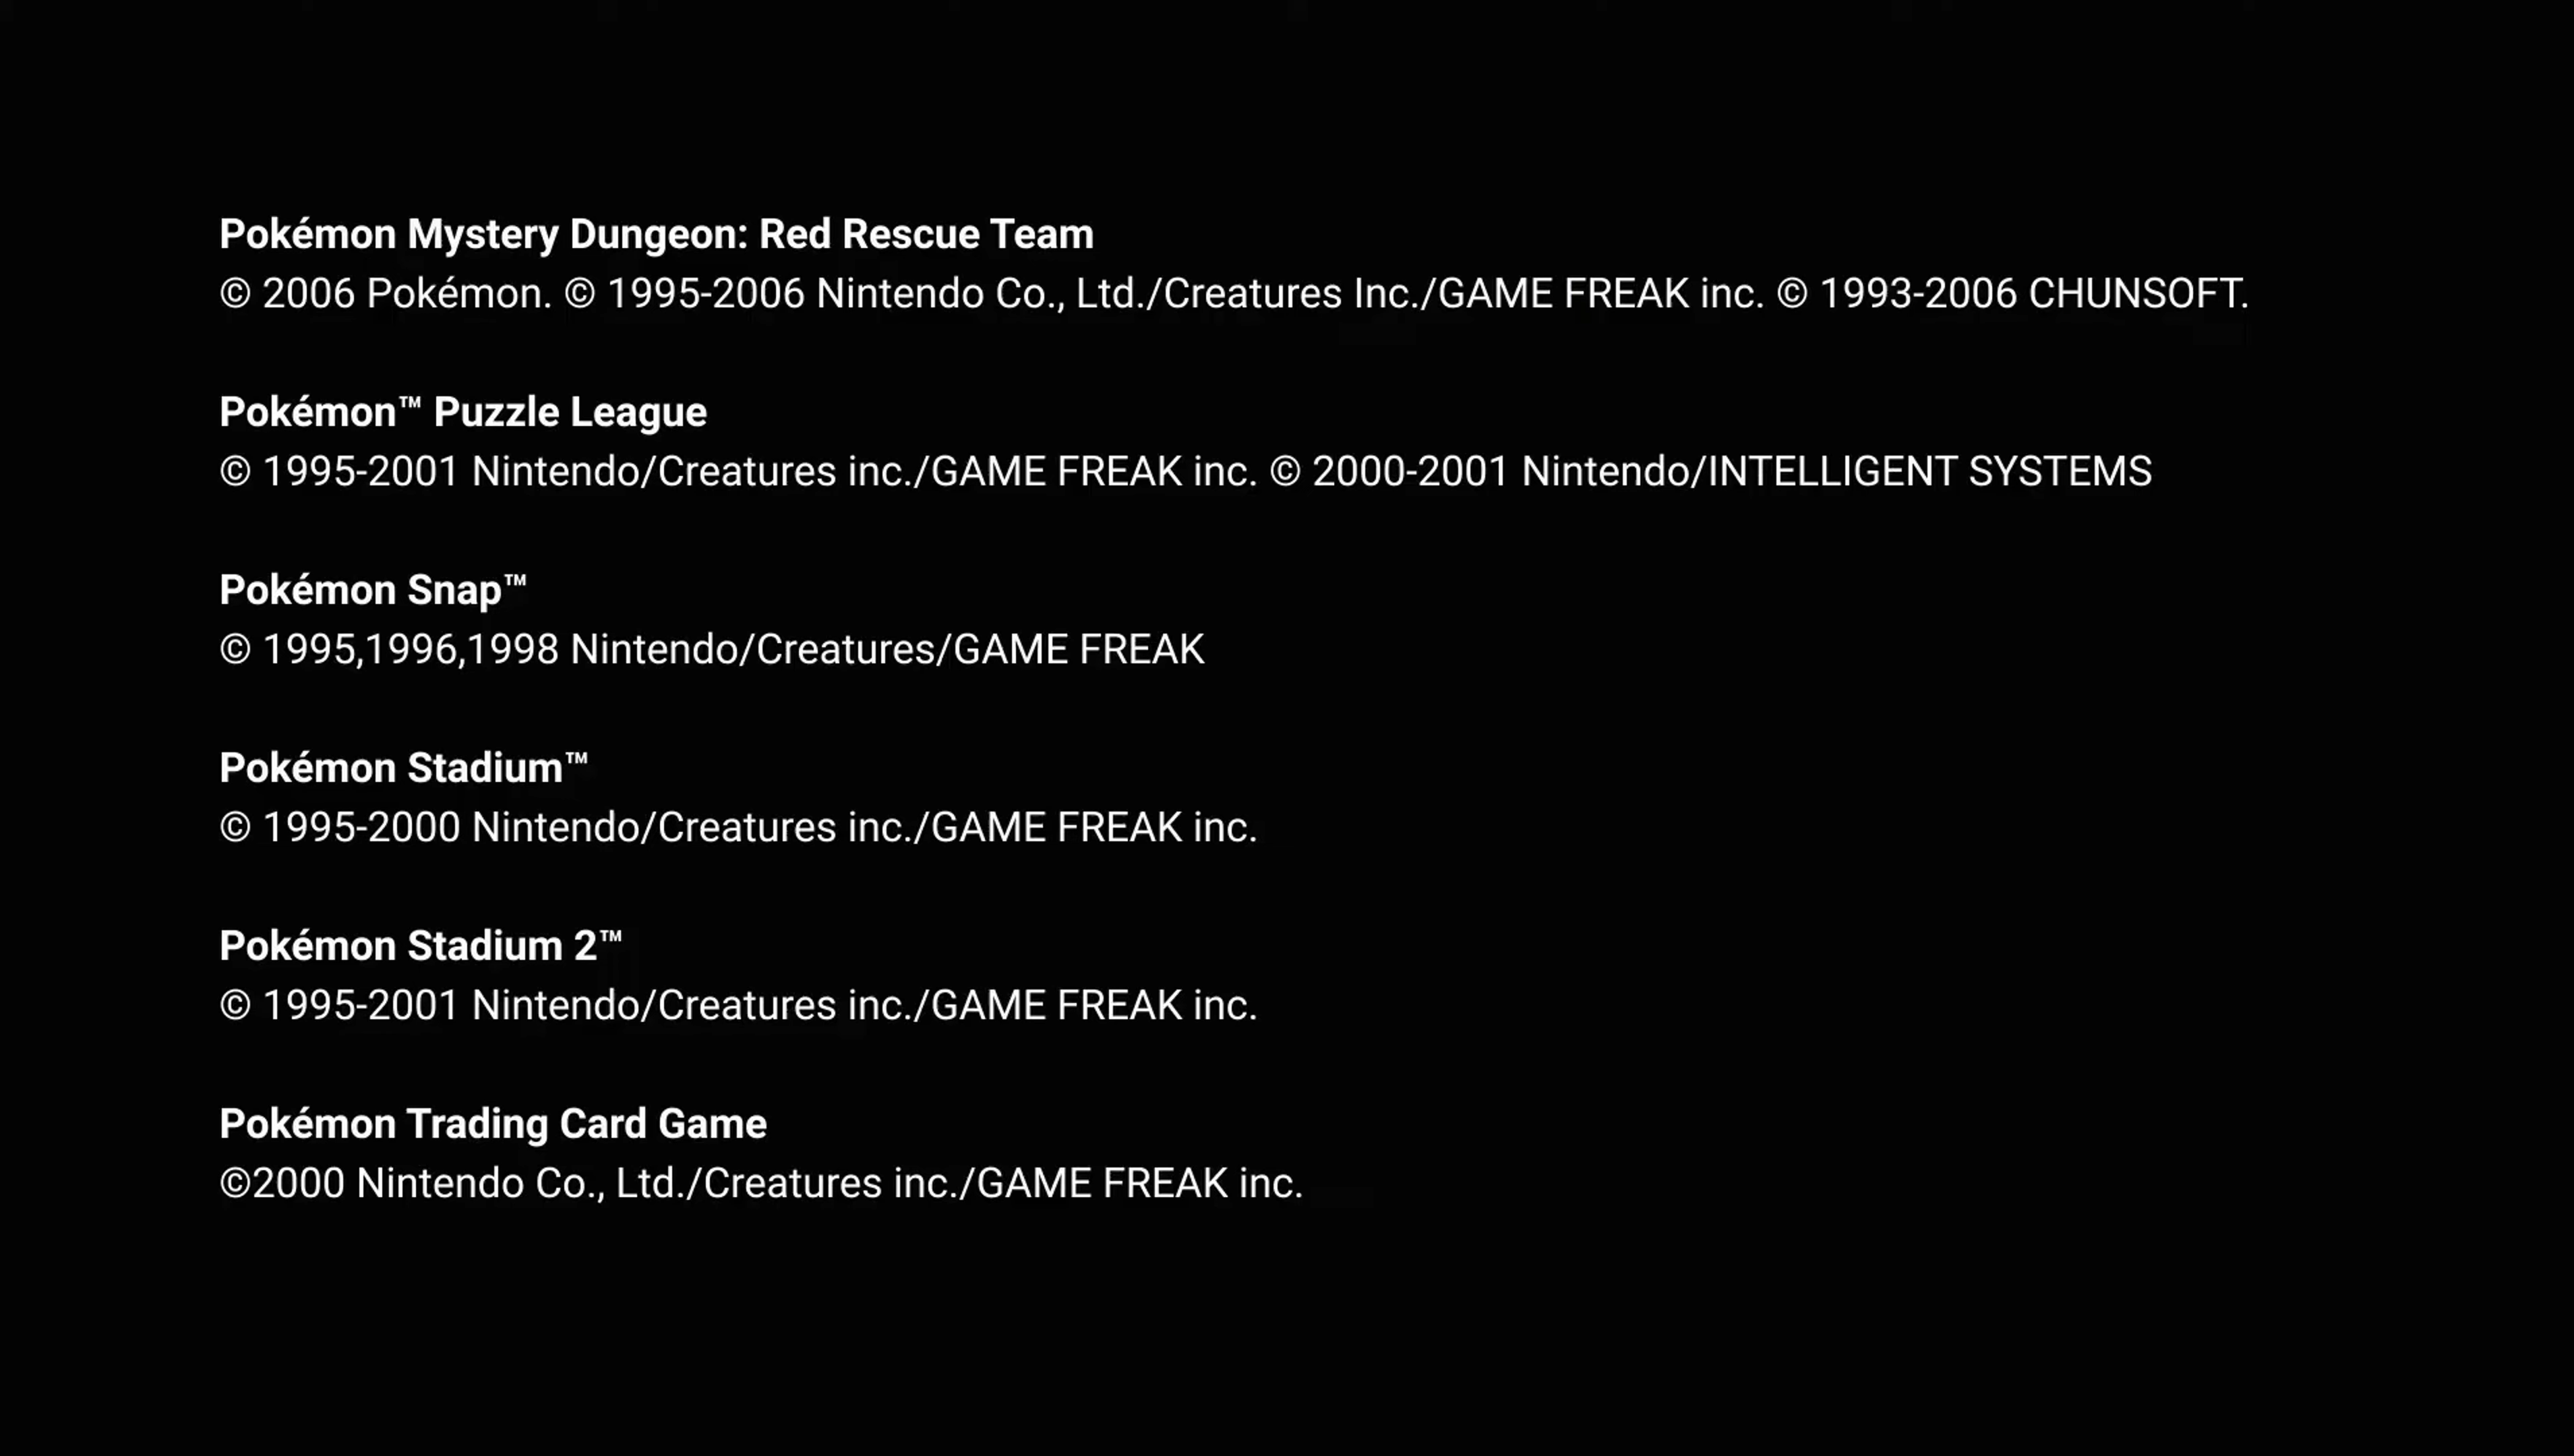 Pokémon Mystery Dungeon: Red Rescue Team
© 2006 Pokémon. © 1995-2006 Nintendo Co., Ltd./Creatures Inc./GAME FREAK inc. © 1993-2006 CHUNSOFT.
Pokémon™ Puzzle League
© 1995-2001 Nintendo/Creatures inc./GAME FREAK inc. © 2000-2001 Nintendo/INTELLIGENT SYSTEMS
Pokémon Snap™
© 1995,1996,1998 Nintendo/Creatures/GAME FREAK
Pokémon Stadium™
© 1995-2000 Nintendo/Creatures inc./GAME FREAK inc.
Pokémon Stadium 2™
© 1995-2001 Nintendo/Creatures inc./GAME FREAK inc.
Pokémon Trading Card Game
©2000 Nintendo Co., Ltd./Creatures inc./GAME FREAK inc.